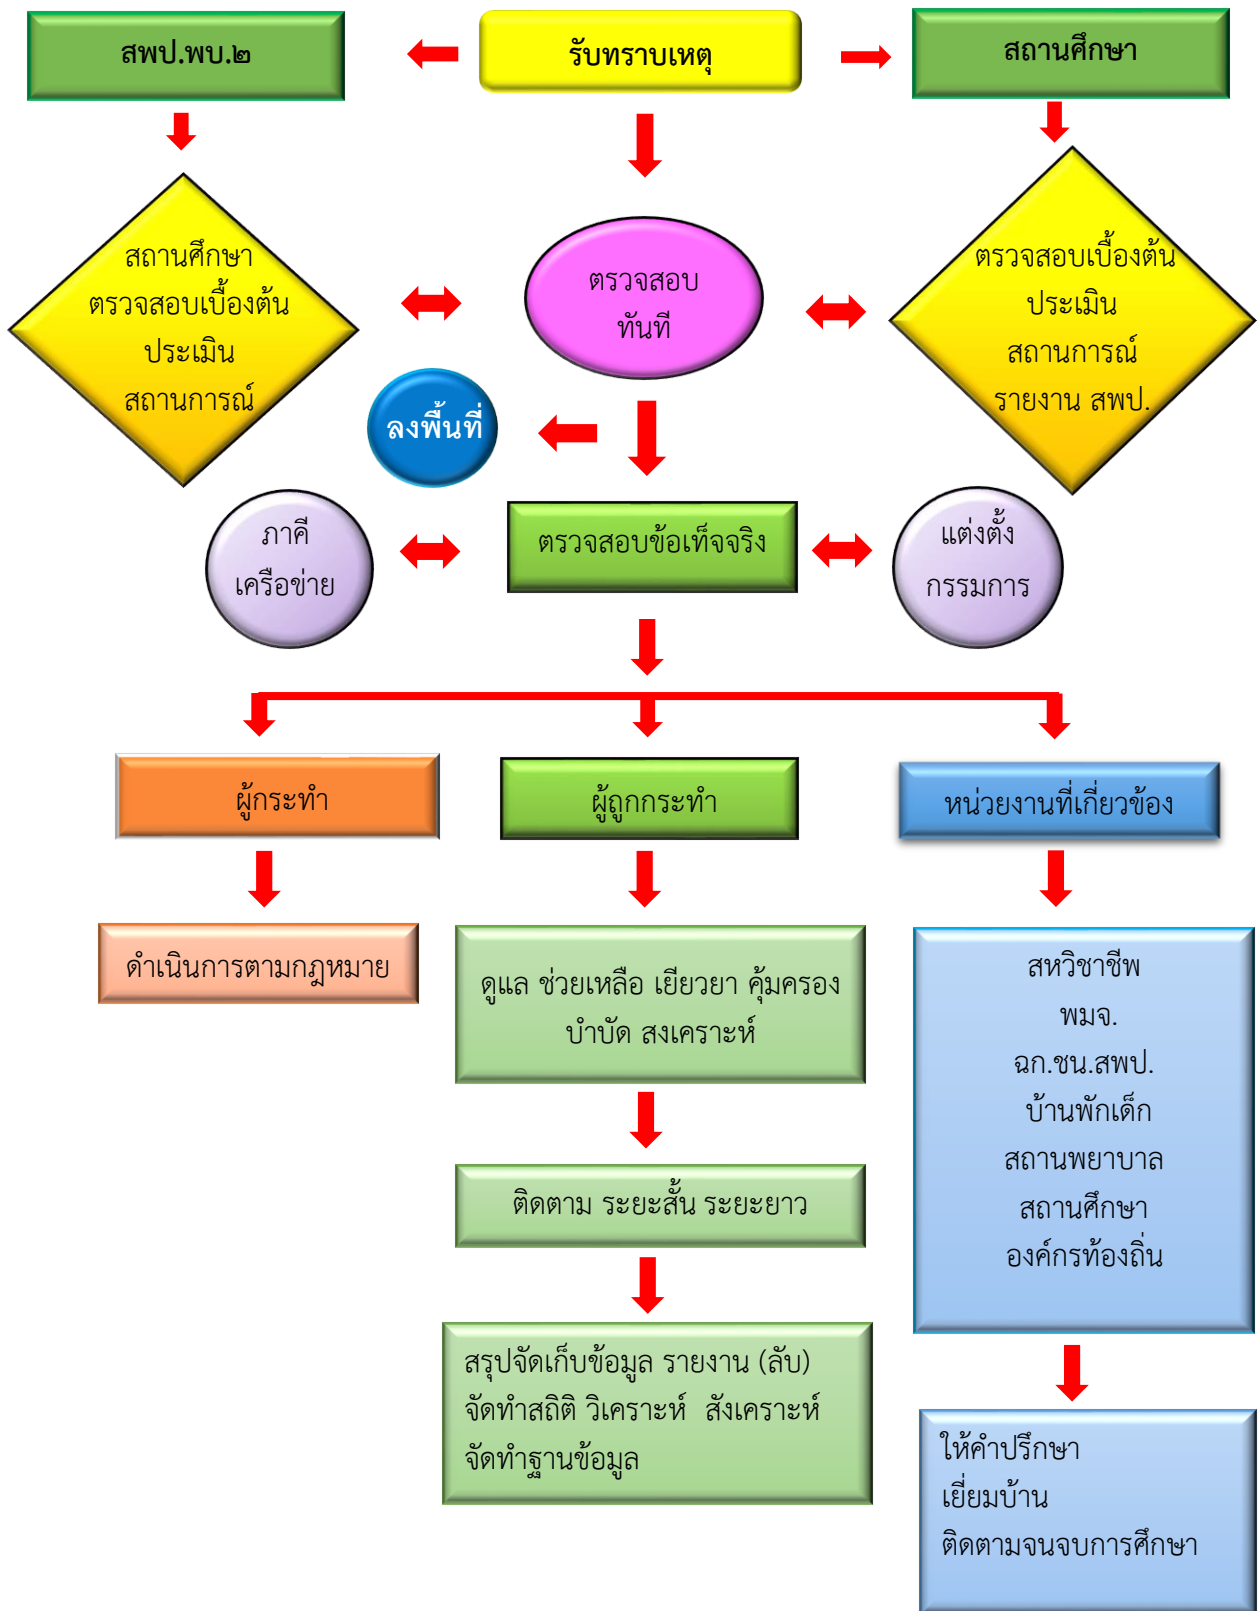 สพป.พบ.๒
รับทราบเหตุ
สถานศึกษา
สถานศึกษา
ตรวจสอบเบื้องต้น
ประเมิน
สถานการณ์
ตรวจสอบ
ทันที
ตรวจสอบเบื้องต้น
ประเมิน
สถานการณ์
รายงาน สพป.
ลงพื้นที่
ภาคี
เครือข่าย
ตรวจสอบข้อเท็จจริง
แต่งตั้ง
กรรมการ
ผู้กระทำ
ผู้ถูกกระทำ
หน่วยงานที่เกี่ยวข้อง
ดำเนินการตามกฎหมาย
ดูแล ช่วยเหลือ เยียวยา คุ้มครอง
บำบัด สงเคราะห์
สหวิชาชีพ
พมจ.
ฉก.ชน.สพป.
บ้านพักเด็ก
สถานพยาบาล
สถานศึกษา
องค์กรท้องถิ่น
ติดตาม ระยะสั้น ระยะยาว
สรุปจัดเก็บข้อมูล รายงาน (ลับ)
จัดทำสถิติ วิเคราะห์ สังเคราะห์
จัดทำฐานข้อมูล
ให้คำปรึกษา
เยี่ยมบ้าน
ติดตามจนจบการศึกษา